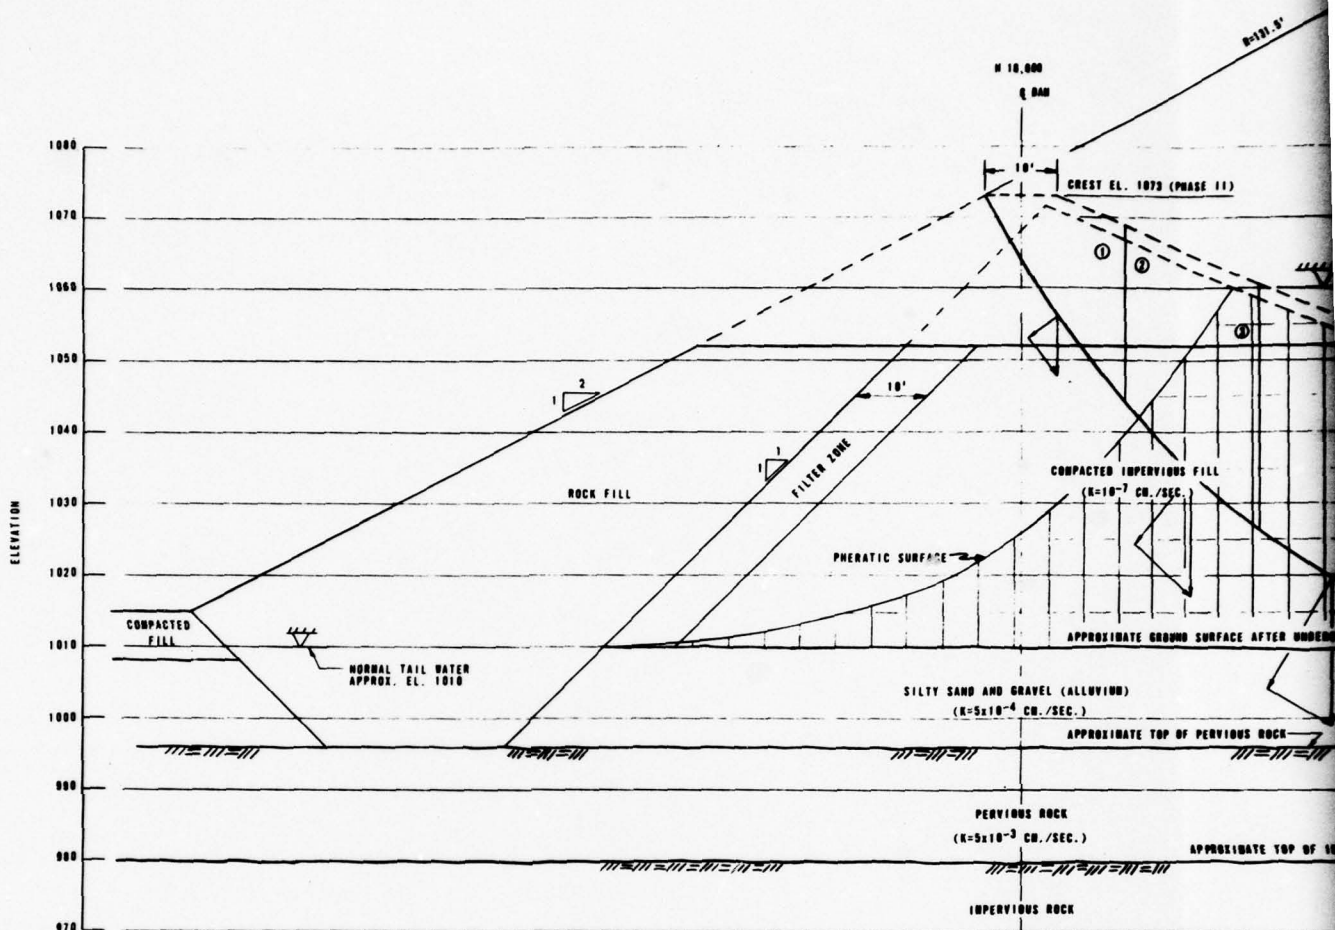 R=131.5'
N 10,000
℄ DAM
1080
10'
CREST EL. 1073 (PHASE II)
1070
①
②
1060
③
1050
2
1
10'
1040
1
1
FILTER ZONE
COMPACTED IMPERVIOUS FILL
(K=10⁻⁷ CM./SEC.)
ROCK FILL
1030
ELEVATION
PHERATIC SURFACE
1020
COMPACTED
FILL
1010
APPROXIMATE GROUND SURFACE AFTER
NORMAL TAIL WATER
APPROX. EL. 1010
SILTY SAND AND GRAVEL (ALLUVIUM)
(K=5x10⁻⁴ CM./SEC.)
1000
APPROXIMATE TOP OF PERVIOUS ROCK
990
PERVIOUS ROCK
(K=5x10⁻³ CM./SEC.)
980
APPROXIMATE TOP OF
IMPERVIOUS ROCK
970